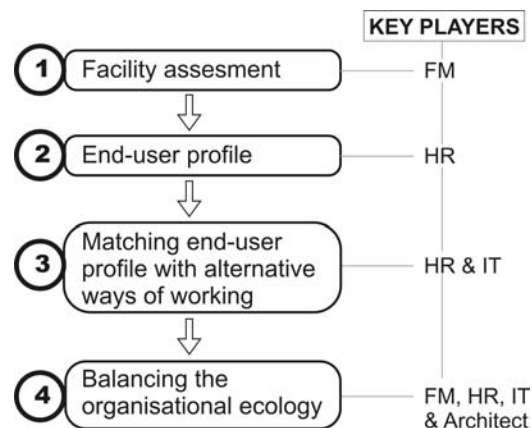 KEY PLAYERS
1 Facility assesment FM
2 End-user profile HR
3 Matching end-user
profile with alternative
ways of working
HR & IT
4 Balancing the
organisational ecology
FM, HR, IT
& Architect